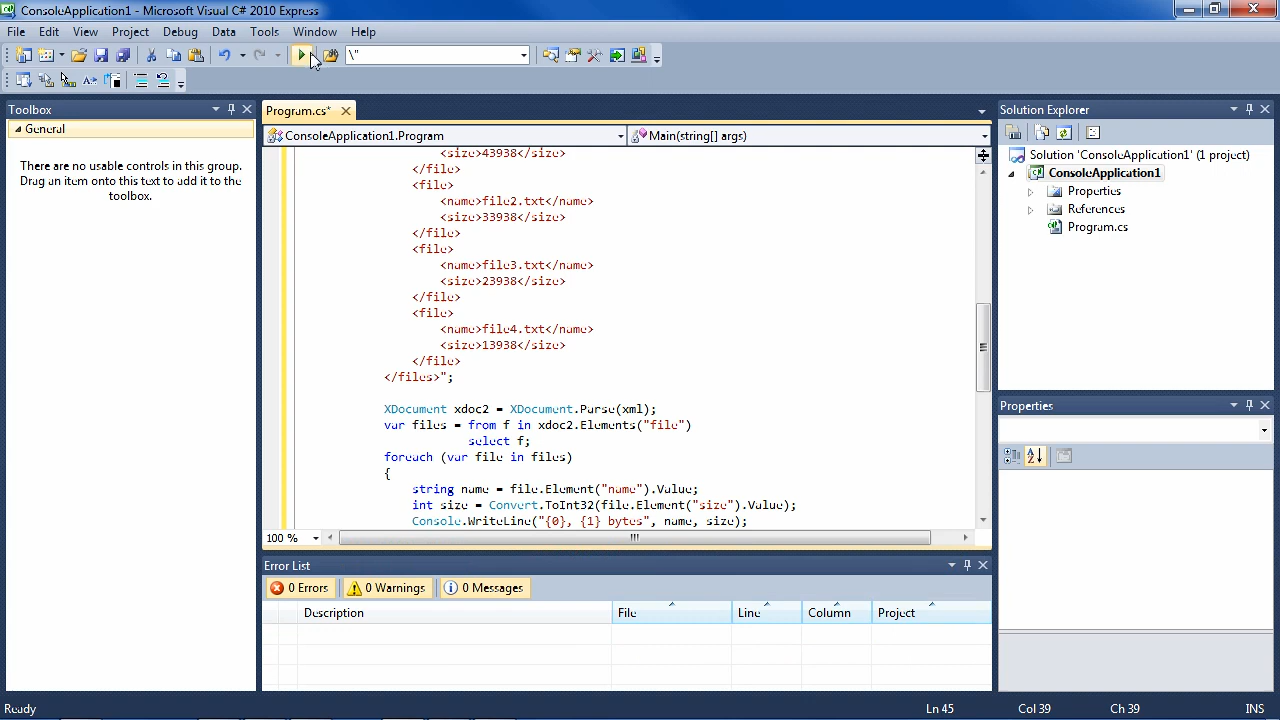 ConsoleApplication1 - Microsoft Visual C# 2010 Express
File Edit View Project Debug Data Tools Window Help
\"
Toolbox
General
There are no usable controls in this group.
Drag an item onto this text to add it to the
toolbox.
Program.cs*
ConsoleApplication1.Program
Main(string[] args)
<size>43938</size>
</file>
<file>
<name>file2.txt</name>
<size>33938</size>
</file>
<file>
<name>file3.txt</name>
<size>23938</size>
</file>
<file>
<name>file4.txt</name>
<size>13938</size>
</file>
</files>";
XDocument xdoc2 = XDocument.Parse(xml);
var files = from f in xdoc2.Elements("file")
select f;
foreach (var file in files)
{
string name = file.Element("name").Value;
int size = Convert.ToInt32(file.Element("size").Value);
Console.WriteLine("{0}, {1} bytes", name, size);
100 %
Error List
0 Errors
0 Warnings
0 Messages
Description File Line Column Project
Solution Explorer
Solution 'ConsoleApplication1' (1 project)
ConsoleApplication1
Properties
References
Program.cs
Properties
Ready
Ln 45
Col 39
Ch 39
INS